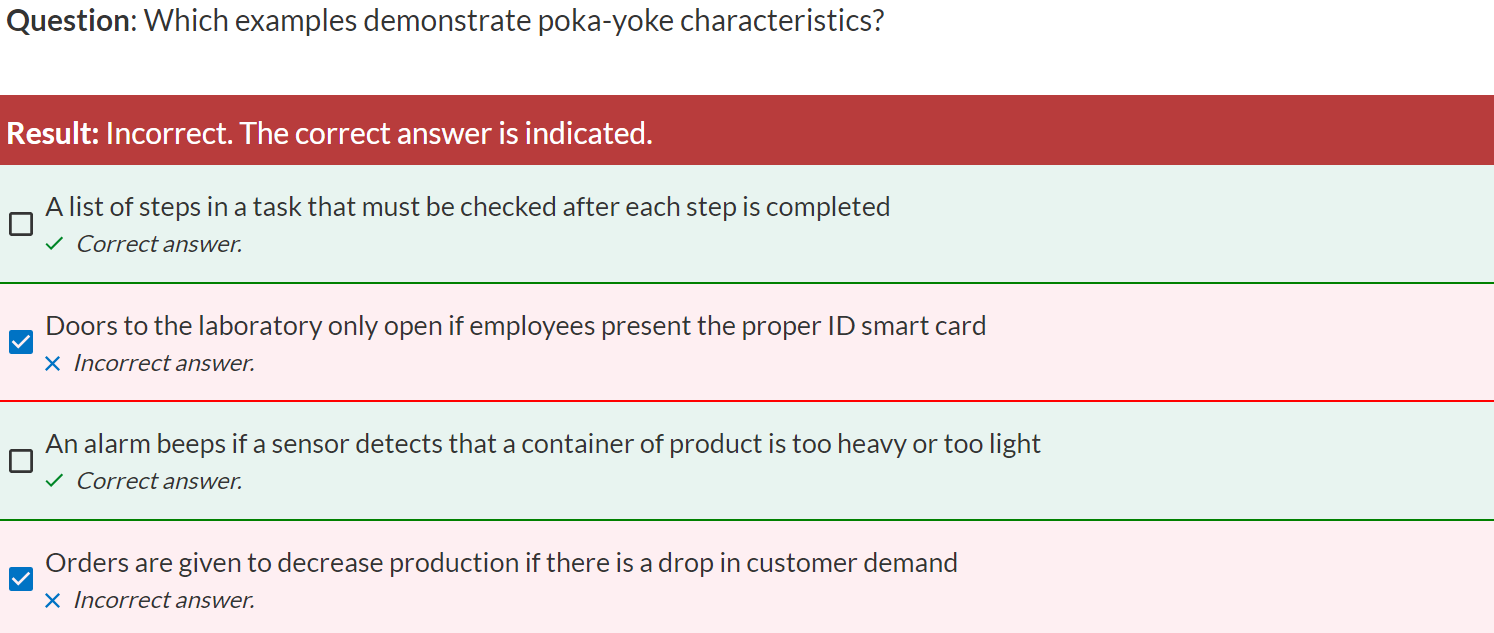 Question: Which examples demonstrate poka-yoke characteristics?
Result: Incorrect. The correct answer is indicated.
A list of steps in a task that must be checked after each step is completed
Correct answer.
Doors to the laboratory only open if employees present the proper ID smart card
Incorrect answer.
An alarm beeps if a sensor detects that a container of product is too heavy or too light
Correct answer.
Orders are given to decrease production if there is a drop in customer demand
Incorrect answer.